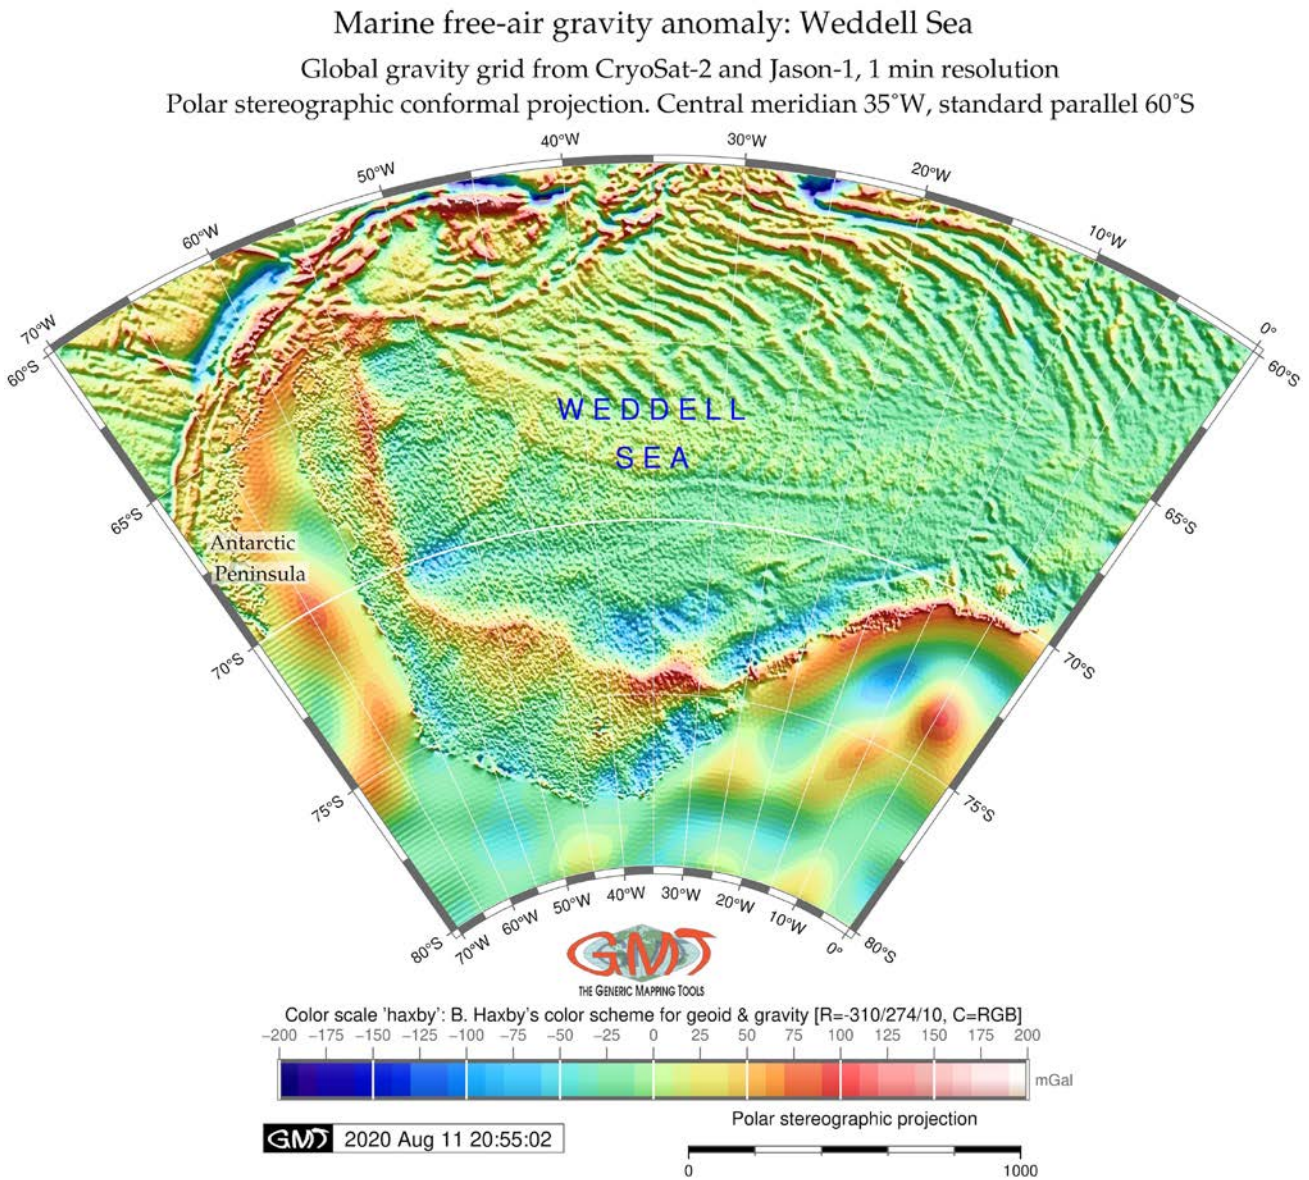 Marine free-air gravity anomaly: Weddell Sea
Global gravity grid from CryoSat-2 and Jason-1, 1 min resolution
Polar stereographic conformal projection. Central meridian 35°W, standard parallel 60°S
40°W 30°W
50°W 20°W
60°W 10°W
70°W 0°
60°S 60°S
WEDDELL
SEA
65°S 65°S
Antarctic
Peninsula
70°S 70°S
75°S 75°S
50°W 40°W 30°W 20°W
60°W 10°W
80°S 70°W 0° 80°S
GMT
THE GENERIC MAPPING TOOLS
Color scale 'haxby': B. Haxby's color scheme for geoid & gravity [R=-310/274/10, C=RGB]
−200 −175 −150 −125 −100 −75 −50 −25 0 25 50 75 100 125 150 175 200
mGal
Polar stereographic projection
GMT 2020 Aug 11 20:55:02
0 1000